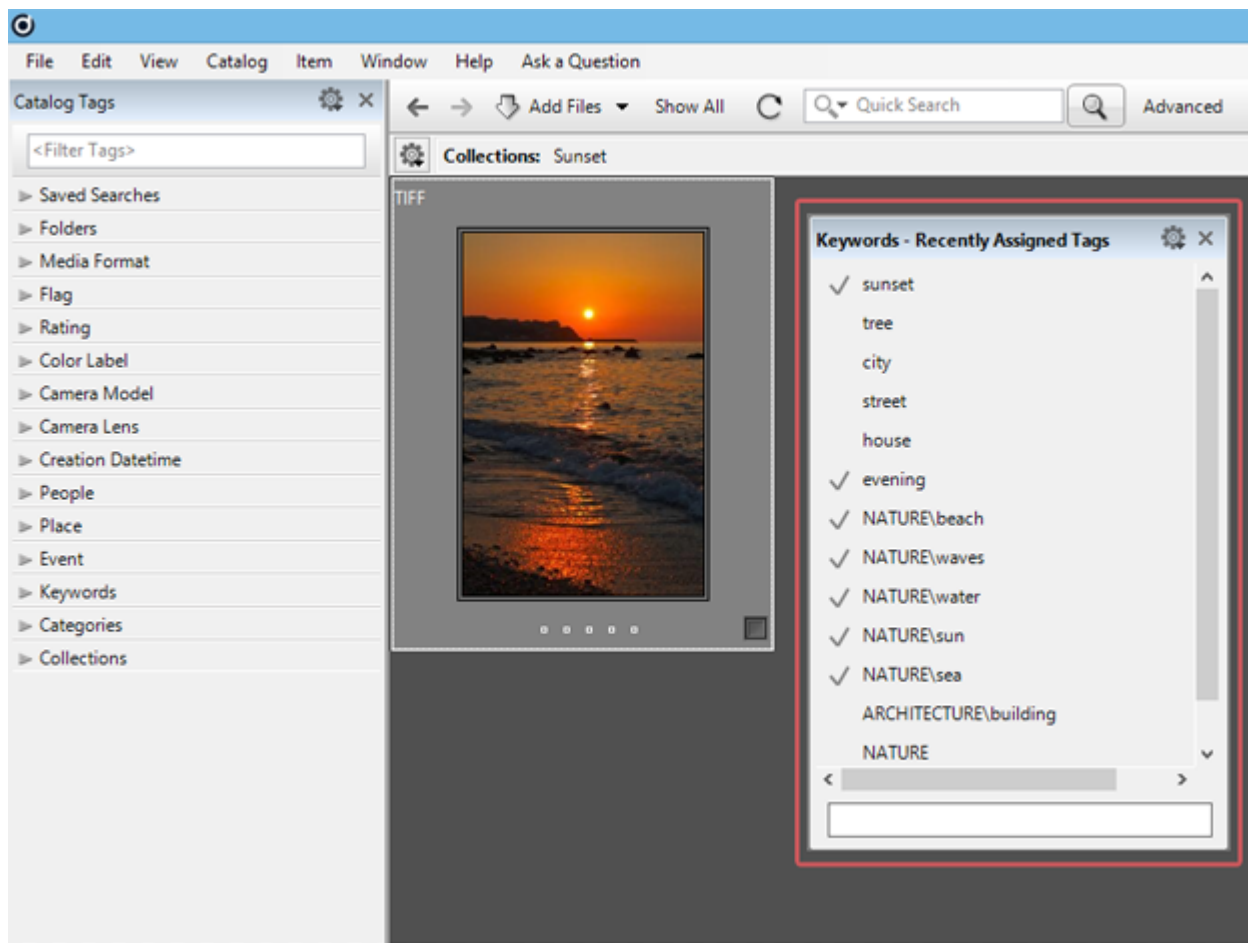 File Edit View Catalog Item Window Help Ask a Question
Catalog Tags
<Filter Tags>
Saved Searches
Folders
Media Format
Flag
Rating
Color Label
Camera Model
Camera Lens
Creation Datetime
People
Place
Event
Keywords
Categories
Collections
Add Files Show All Quick Search Advanced
Collections: Sunset
TIFF
Keywords - Recently Assigned Tags
sunset
tree
city
street
house
evening
NATURE\beach
NATURE\waves
NATURE\water
NATURE\sun
NATURE\sea
ARCHITECTURE\building
NATURE